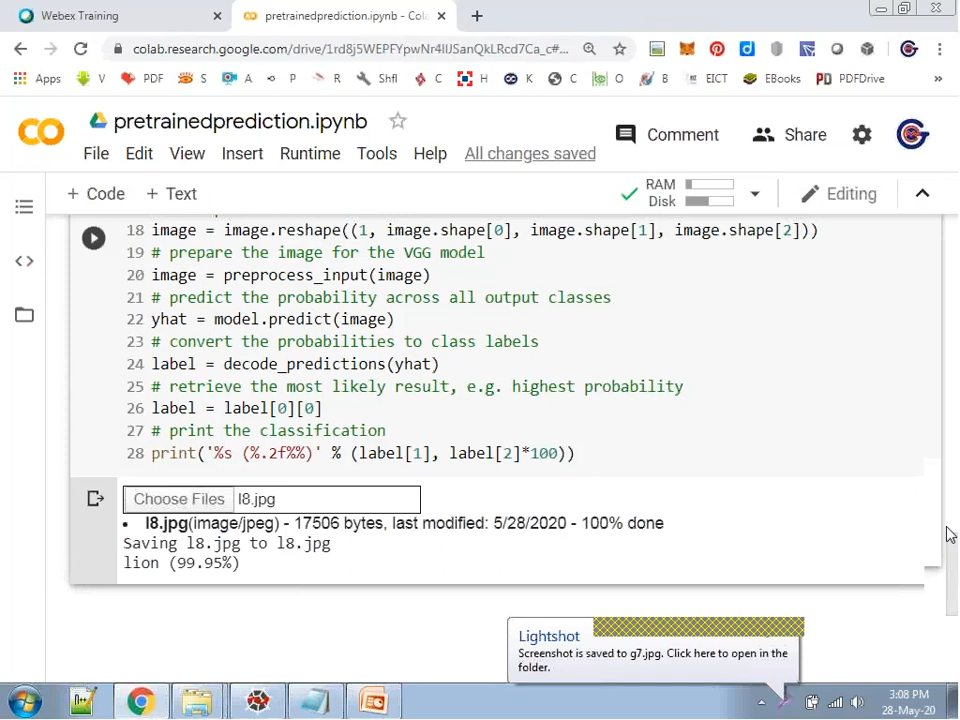 Webex Training
pretrainedprediction.ipynb - Cola
colab.research.google.com/drive/1rd8j5WEPFYpwNr4lIJSanQkLRcd7Ca_c#...
Apps V PDF S A P R Shfl C H K C O B EICT EBooks PDFDrive »
pretrainedprediction.ipynb
Comment Share
File Edit View Insert Runtime Tools Help All changes saved
+ Code + Text
RAM
Disk
Editing
18 image = image.reshape((1, image.shape[0], image.shape[1], image.shape[2]))
19 # prepare the image for the VGG model
20 image = preprocess_input(image)
21 # predict the probability across all output classes
22 yhat = model.predict(image)
23 # convert the probabilities to class labels
24 label = decode_predictions(yhat)
25 # retrieve the most likely result, e.g. highest probability
26 label = label[0][0]
27 # print the classification
28 print('%s (%.2f%%)' % (label[1], label[2]*100))
Choose Files l8.jpg
• l8.jpg(image/jpeg) - 17506 bytes, last modified: 5/28/2020 - 100% done
Saving l8.jpg to l8.jpg
lion (99.95%)
Lightshot
Screenshot is saved to g7.jpg. Click here to open in the
folder.
3:08 PM
28-May-20